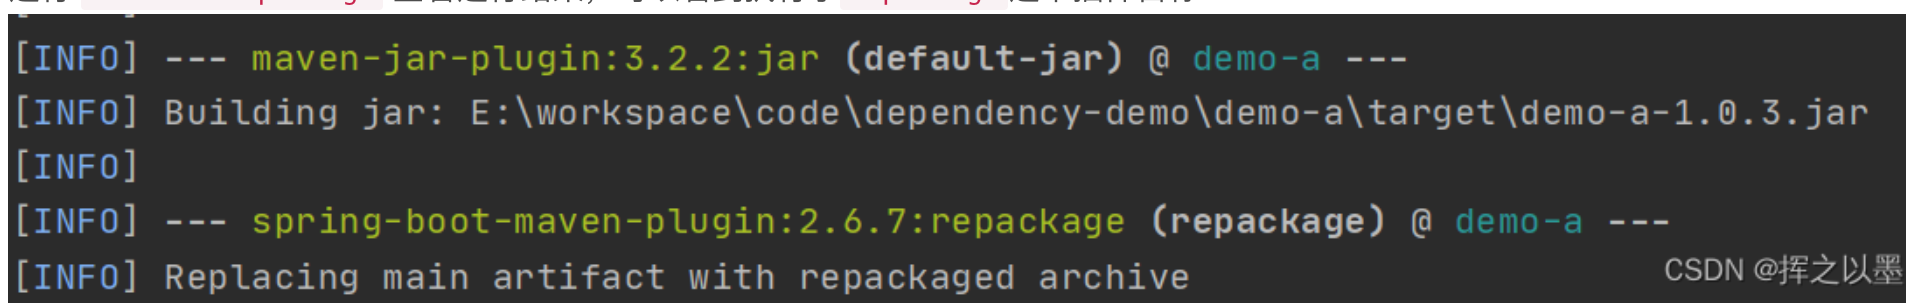 [INFO] --- maven-jar-plugin:3.2.2:jar (default-jar) @ demo-a ---
[INFO] Building jar: E:\workspace\code\dependency-demo\demo-a\target\demo-a-1.0.3.jar
[INFO]
[INFO] --- spring-boot-maven-plugin:2.6.7:repackage (repackage) @ demo-a ---
[INFO] Replacing main artifact with repackaged archive
CSDN @挥之以墨